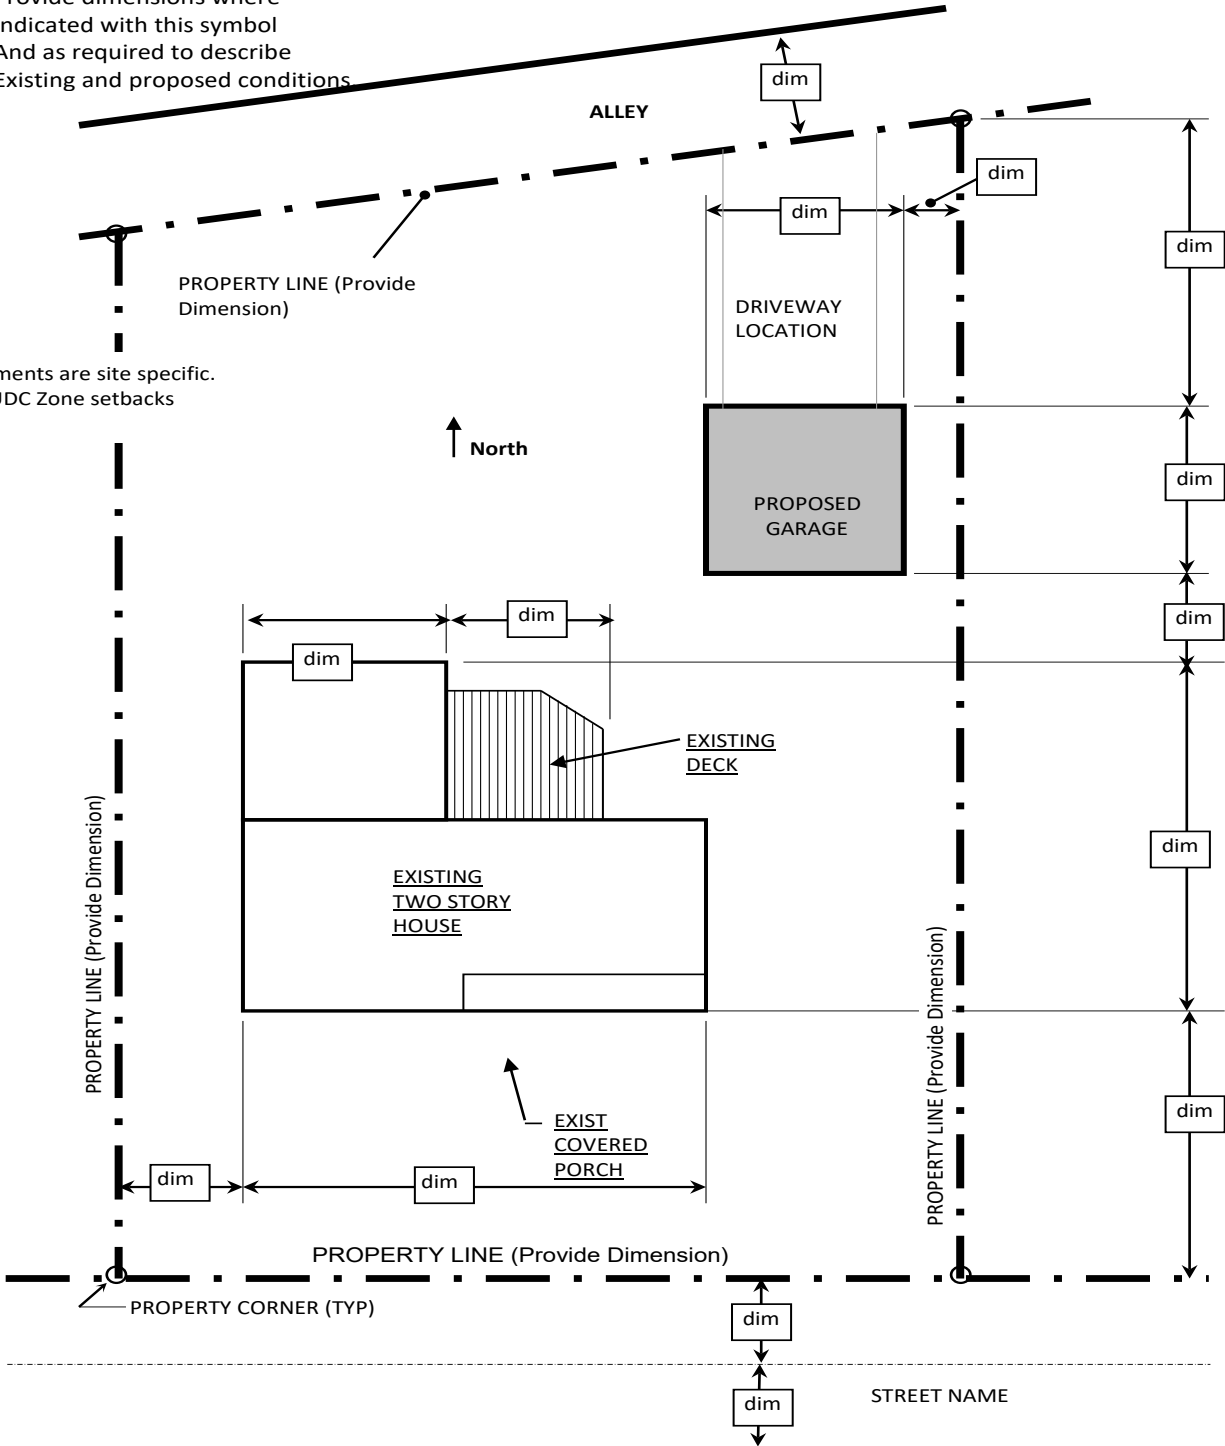 rovide dimensions where
ndicated with this symbol
And as required to describe
Existing and proposed conditions
dim
ALLEY
dim
dim
dim
PROPERTY LINE (Provide
Dimension)
DRIVEWAY
LOCATION
ments are site specific.
UDC Zone setbacks
North
dim
PROPOSED
GARAGE
dim
dim
dim
EXISTING
DECK
PROPERTY LINE (Provide Dimension)
dim
EXISTING
TWO STORY
HOUSE
PROPERTY LINE (Provide Dimension)
dim
EXIST
COVERED
PORCH
dim
dim
PROPERTY LINE (Provide Dimension)
PROPERTY CORNER (TYP)
dim
STREET NAME
dim